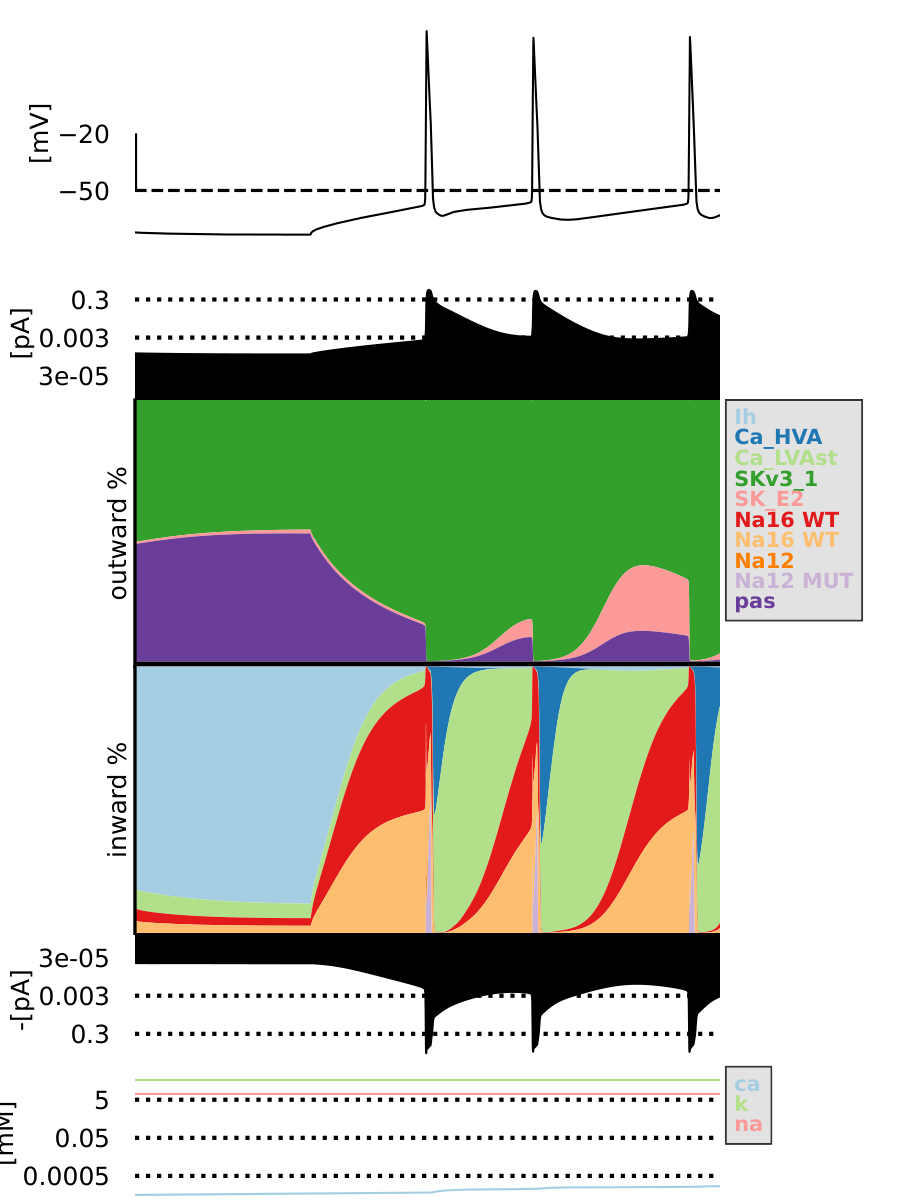 [mV]
−20
−50
[pA]
0.3
0.003
3e-05
outward %
Ih
Ca_HVA
Ca_LVAst
SKv3_1
SK_E2
Na16 WT
Na16 WT
Na12
Na12 MUT
pas
inward %
-[pA]
3e-05
0.003
0.3
[mM]
5
0.05
0.0005
ca
k
na